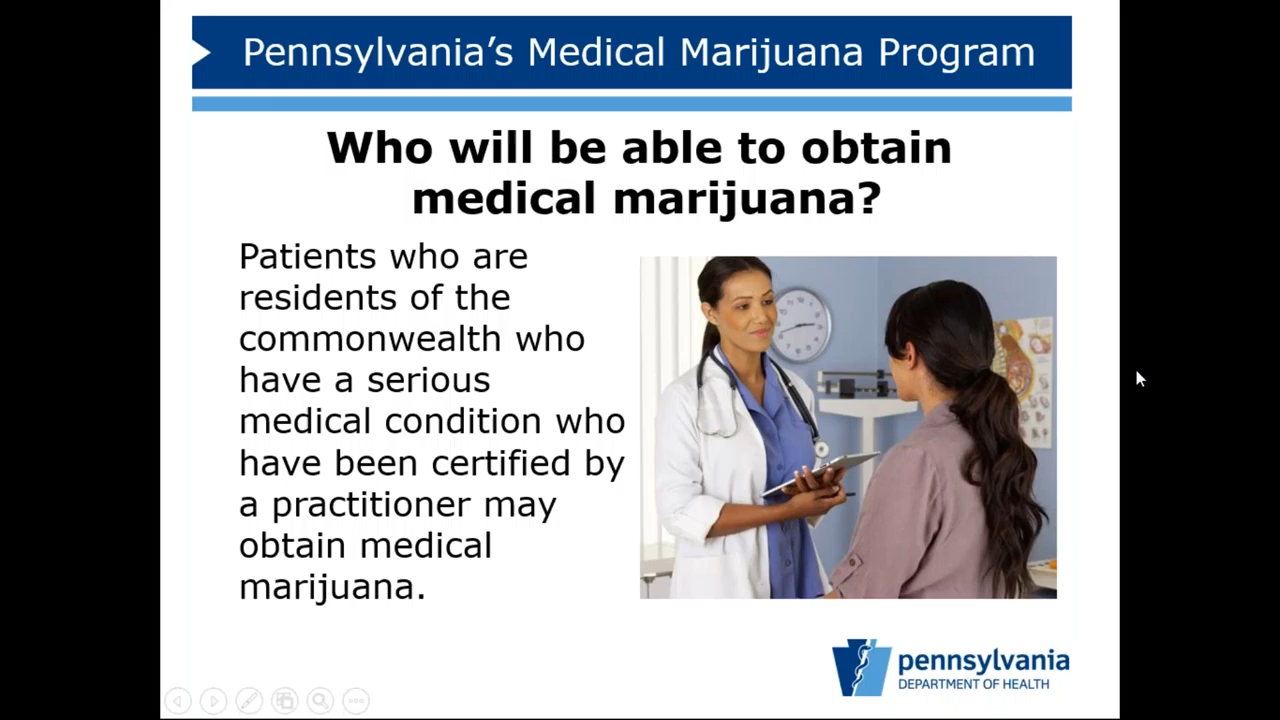 Pennsylvania’s Medical Marijuana Program
Who will be able to obtain
medical marijuana?
Patients who are
residents of the
commonwealth who
have a serious
medical condition who
have been certified by
a practitioner may
obtain medical
marijuana.
pennsylvania
DEPARTMENT OF HEALTH